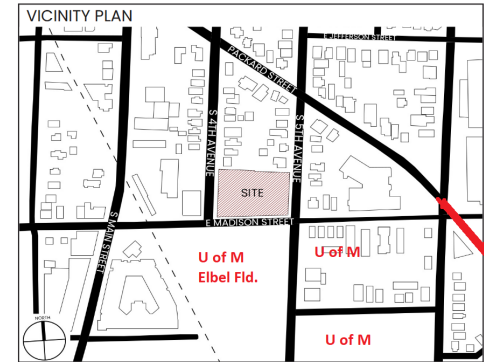 VICINITY PLAN
E JEFFERSON STREET
PACKARD STREET
S 4TH AVENUE
S 5TH AVENUE
SITE
E MADISON STREET
S MAIN STREET
U of M
Elbel Fld.
U of M
U of M
NORTH